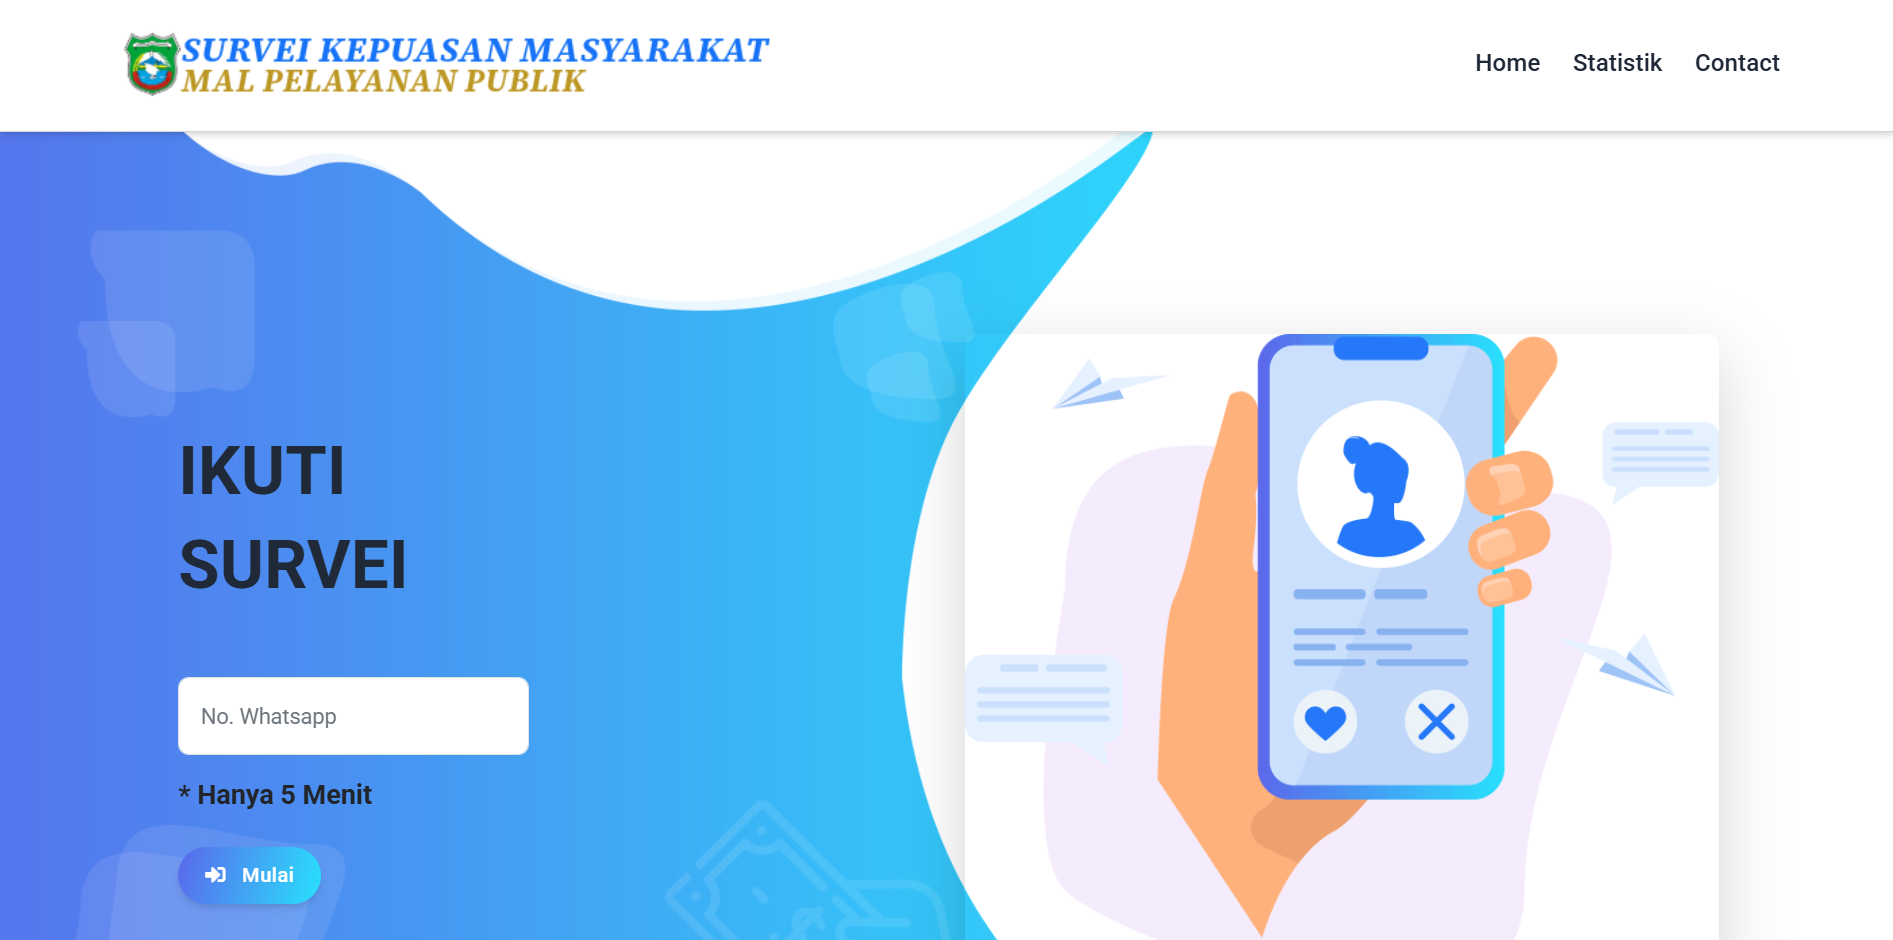 SURVEI KEPUASAN MASYARAKAT
MAL PELAYANAN PUBLIK
Home Statistik Contact
IKUTI
SURVEI
No. Whatsapp
* Hanya 5 Menit
Mulai